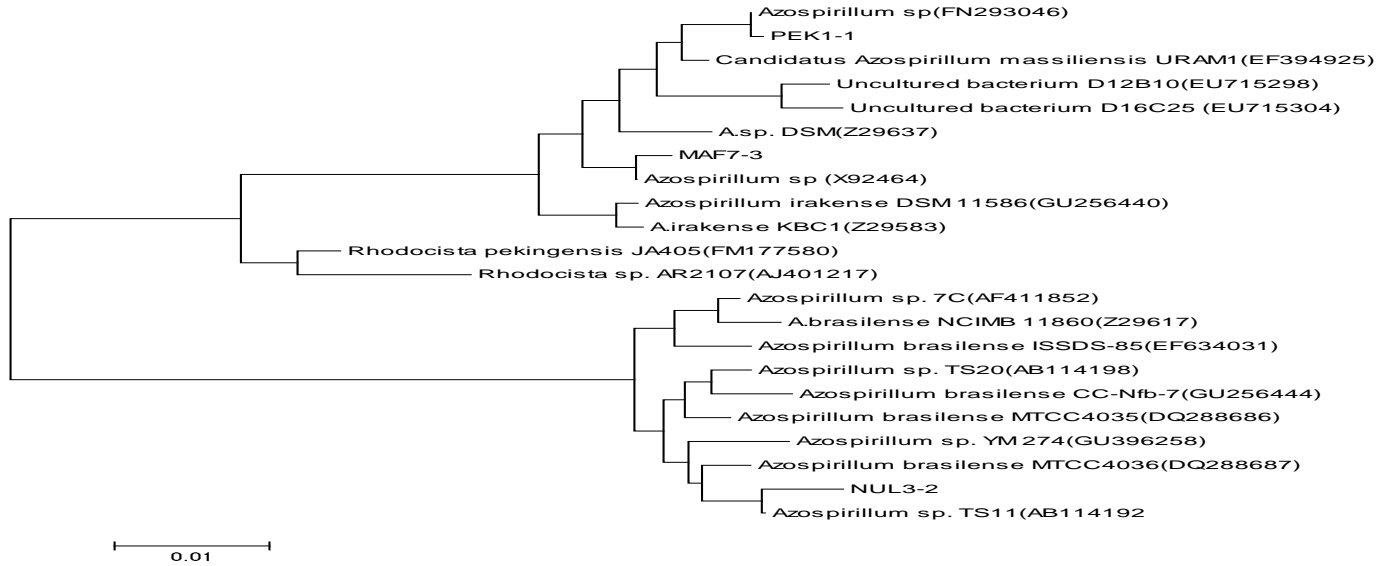 Azospirillum sp(FN293046)
PEK1-1
Candidatus Azospirillum massiliensis URAM1(EF394925)
Uncultured bacterium D12B10(EU715298)
Uncultured bacterium D16C25 (EU715304)
A.sp. DSM(Z29637)
MAF7-3
Azospirillum sp (X92464)
Azospirillum irakense DSM 11586(GU256440)
A.irakense KBC1(Z29583)
Rhodocista pekingensis JA405(FM177580)
Rhodocista sp. AR2107(AJ401217)
Azospirillum sp. 7C(AF411852)
A.brasilense NCIMB 11860(Z29617)
Azospirillum brasilense ISSDS-85(EF634031)
Azospirillum sp. TS20(AB114198)
Azospirillum brasilense CC-Nfb-7(GU256444)
Azospirillum brasilense MTCC4035(DQ288686)
Azospirillum sp. YM 274(GU396258)
Azospirillum brasilense MTCC4036(DQ288687)
NUL3-2
Azospirillum sp. TS11(AB114192
0.01